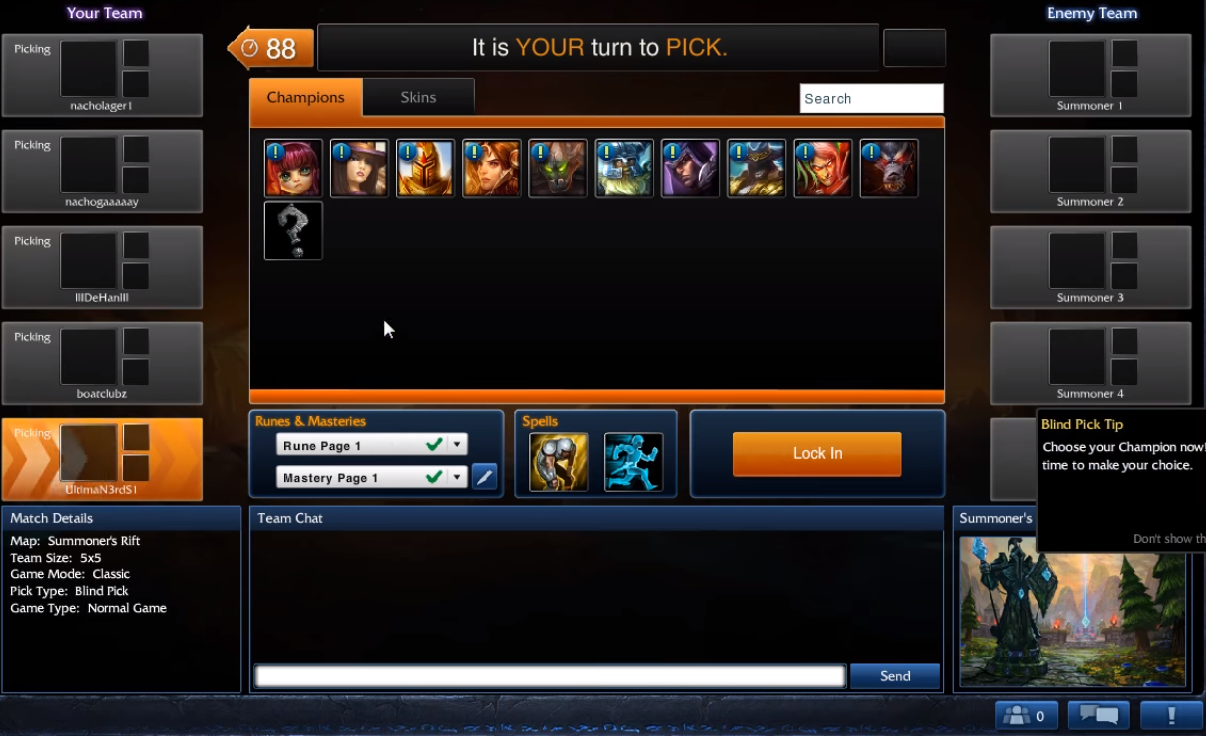 Your Team
Enemy Team
88
It is YOUR turn to PICK.
Picking
nacholager1
Picking
nachogaaaaay
Picking
IIIDeHanIII
Picking
boatclubz
Picking
UltimaN3rdS1
Champions
Skins
Search
Summoner 1
Summoner 2
Summoner 3
Summoner 4
Runes & Masteries
Rune Page 1
Mastery Page 1
Spells
Lock In
Blind Pick Tip
Choose your Champion now!
time to make your choice.
Don't show th
Match Details
Map: Summoner's Rift
Team Size: 5x5
Game Mode: Classic
Pick Type: Blind Pick
Game Type: Normal Game
Team Chat
Send
Summoner's
0